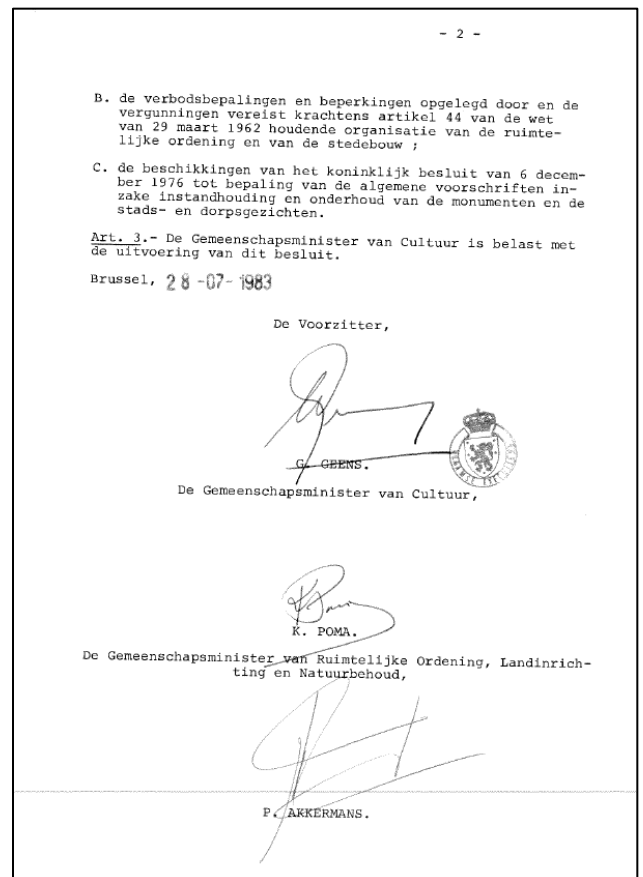 - 2 -
B. de verbodsbepalingen en beperkingen opgelegd door en de
vergunningen vereist krachtens artikel 44 van de wet
van 29 maart 1962 houdende organisatie van de ruimte-
lijke ordening en van de stedebouw ;
C. de beschikkingen van het koninklijk besluit van 6 decem-
ber 1976 tot bepaling van de algemene voorschriften in-
zake instandhouding en onderhoud van de monumenten en de
stads- en dorpsgezichten.
Art. 3.- De Gemeenschapsminister van Cultuur is belast met
de uitvoering van dit besluit.
Brussel, 28-07-1983
De Voorzitter,
G. GEENS.
De Gemeenschapsminister van Cultuur,
K. POMA.
De Gemeenschapsminister van Ruimtelijke Ordening, Landinrich-
ting en Natuurbehoud,
P. AKKERMANS.